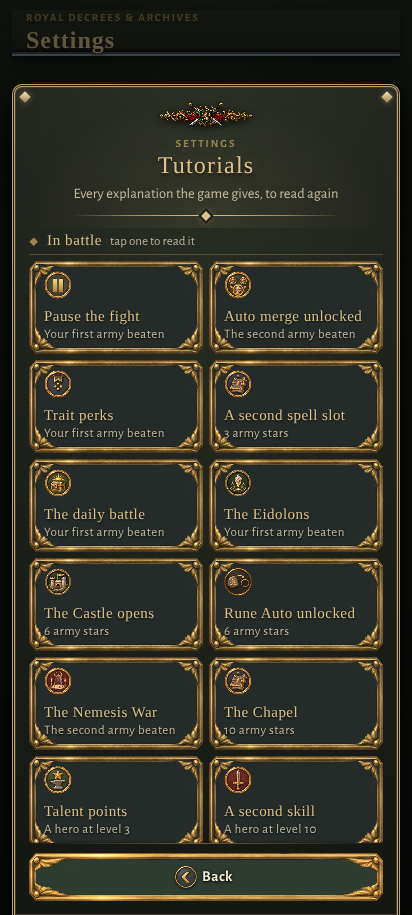 ROYAL DECREES & ARCHIVES
Settings
SETTINGS
Tutorials
Every explanation the game gives, to read again
In battle tap one to read it
Pause the fight
Your first army beaten
Auto merge unlocked
The second army beaten
Trait perks
Your first army beaten
A second spell slot
3 army stars
The daily battle
Your first army beaten
The Eidolons
Your first army beaten
The Castle opens
6 army stars
Rune Auto unlocked
6 army stars
The Nemesis War
The second army beaten
The Chapel
10 army stars
Talent points
A hero at level 3
A second skill
A hero at level 10
Back